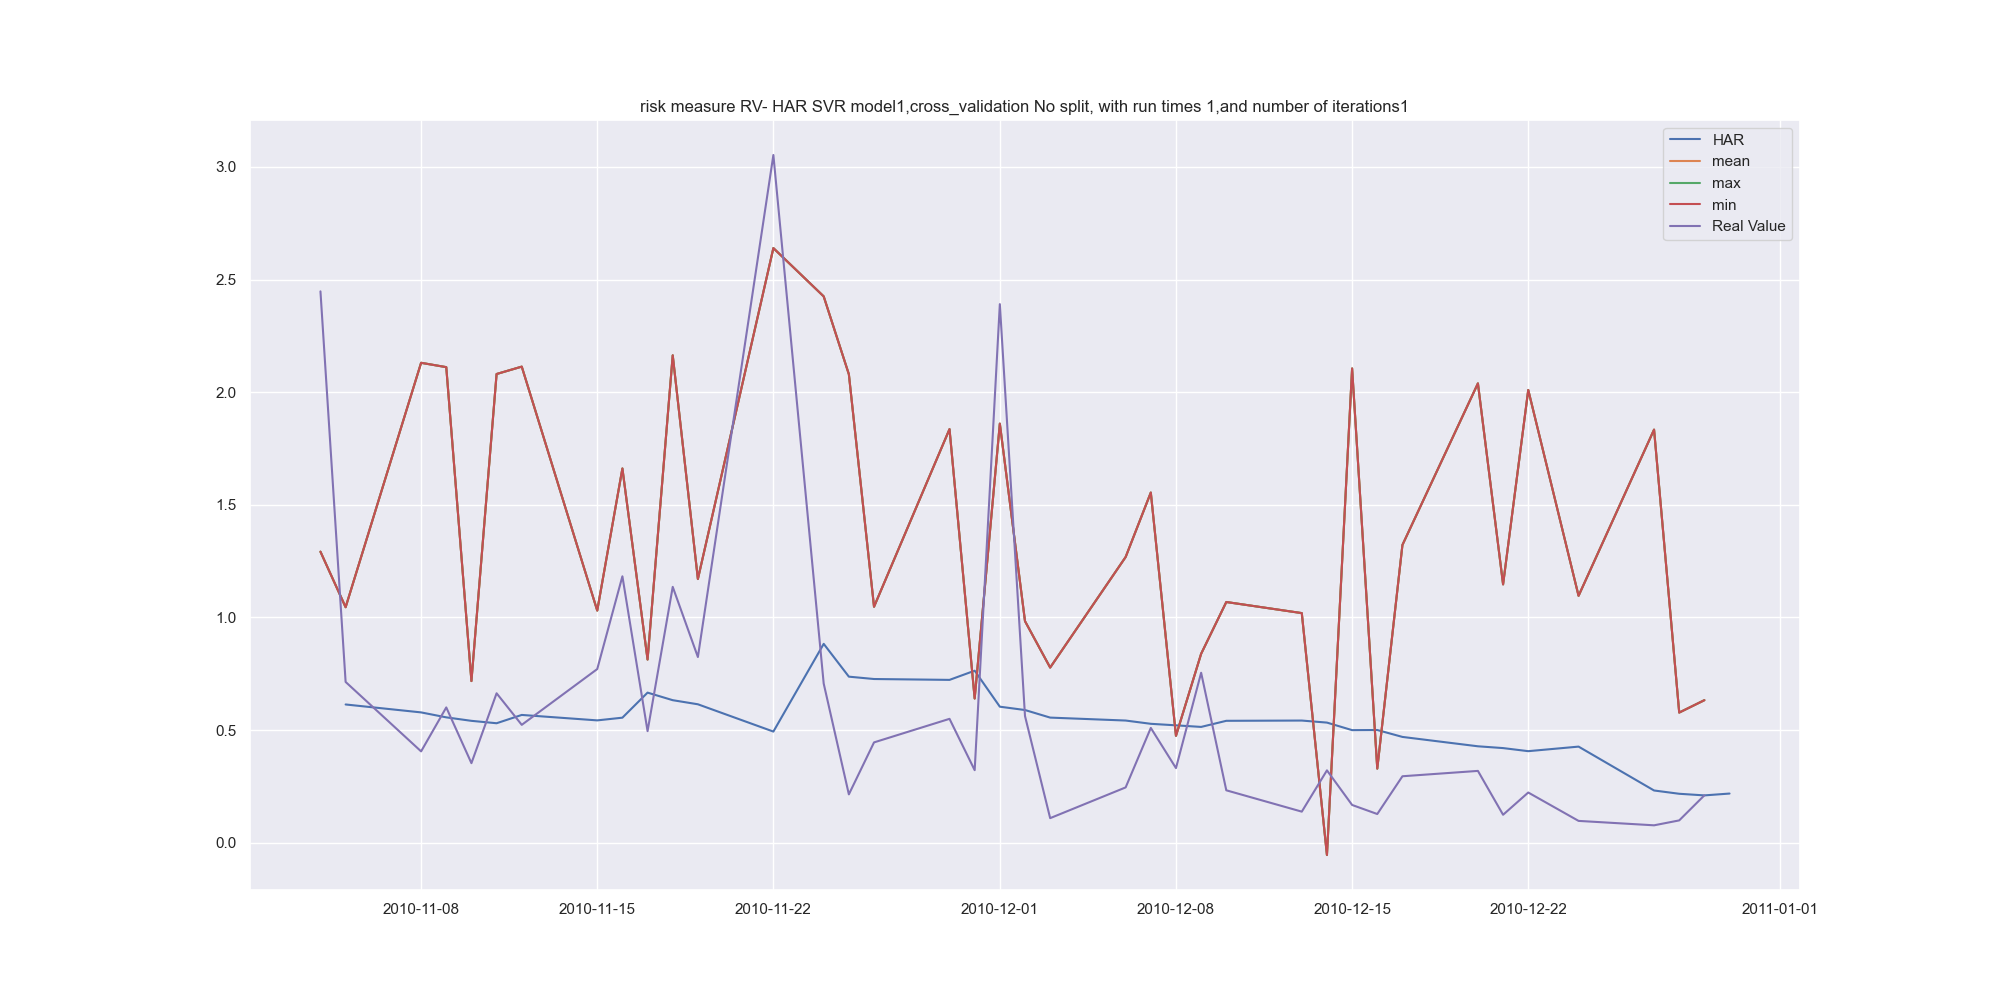 risk measure RV- HAR SVR model1,cross_validation No split, with run times 1,and number of iterations1
HAR
mean
max
min
Real Value
3.0
2.5
2.0
1.5
1.0
0.5
0.0
2010-11-08
2010-11-15
2010-11-22
2010-12-01
2010-12-08
2010-12-15
2010-12-22
2011-01-01